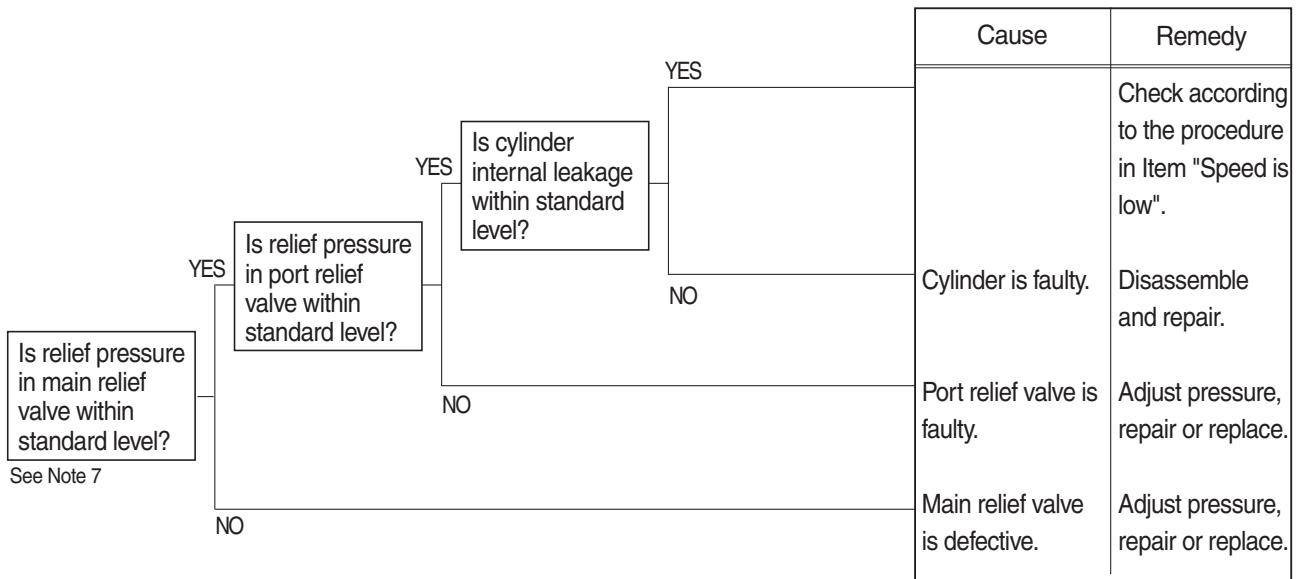 Cause
Remedy
YES
Check according
to the procedure
in Item "Speed is
low".
Is cylinder
internal leakage
within standard
level?
YES
Is relief pressure
in port relief
valve within
standard level?
YES
NO
Cylinder is faulty.
Disassemble
and repair.
Is relief pressure
in main relief
valve within
standard level?
See Note 7
NO
Port relief valve is
faulty.
Adjust pressure,
repair or replace.
NO
Main relief valve
is defective.
Adjust pressure,
repair or replace.